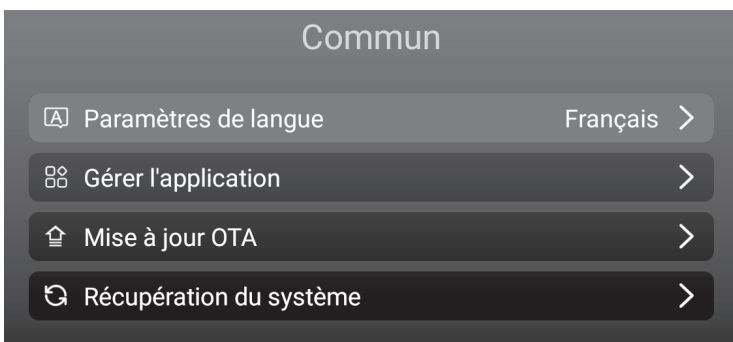 Commun
Paramètres de langue Français
Gérer l'application
Mise à jour OTA
Récupération du système